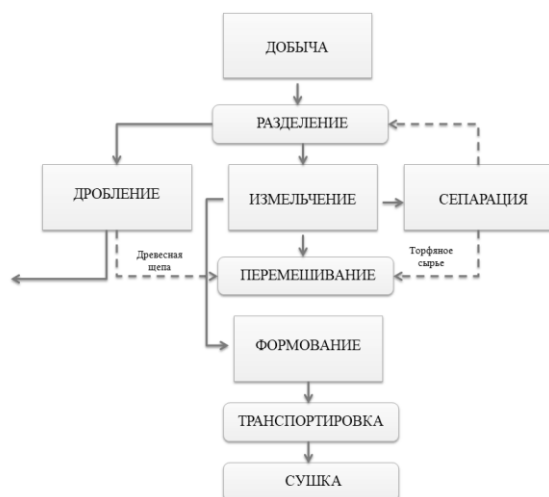 ДОБЫЧА
РАЗДЕЛЕНИЕ
ДРОБЛЕНИЕ
ИЗМЕЛЬЧЕНИЕ
СЕПАРАЦИЯ
Древесная
щепа
ПЕРЕМЕШИВАНИЕ
Торфяное
сырье
ФОРМОВАНИЕ
ТРАНСПОРТИРОВКА
СУШКА